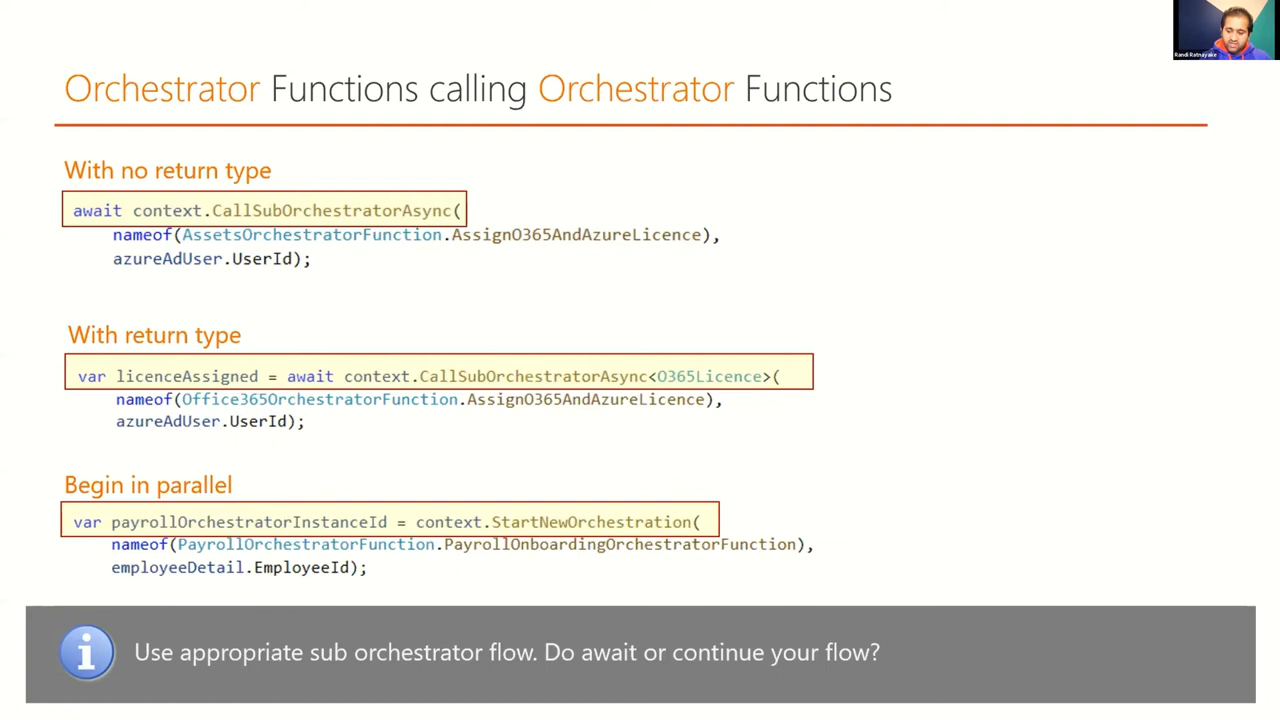 Randi Ratnayake
Orchestrator Functions calling Orchestrator Functions
With no return type
await context.CallSubOrchestratorAsync(
nameof(AssetsOrchestratorFunction.AssignO365AndAzureLicence),
azureAdUser.UserId);
With return type
var licenceAssigned = await context.CallSubOrchestratorAsync<O365Licence>(
nameof(Office365OrchestratorFunction.AssignO365AndAzureLicence),
azureAdUser.UserId);
Begin in parallel
var payrollOrchestratorInstanceId = context.StartNewOrchestration(
nameof(PayrollOrchestratorFunction.PayrollOnboardingOrchestratorFunction),
employeeDetail.EmployeeId);
Use appropriate sub orchestrator flow. Do await or continue your flow?